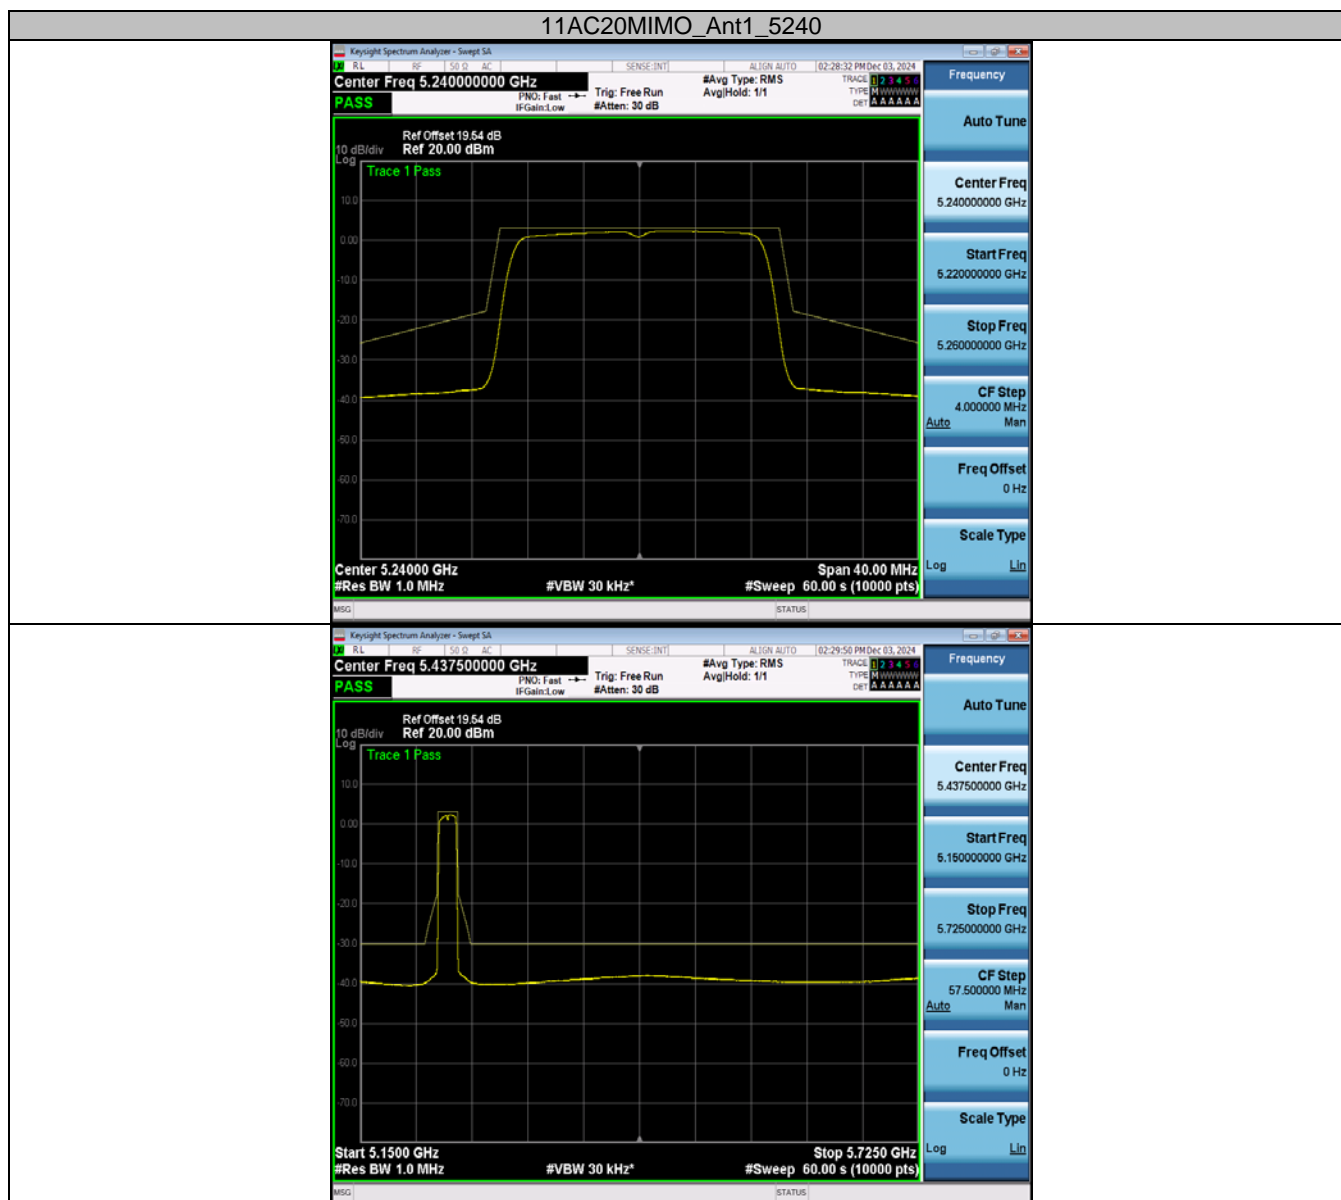 11AC20MIMO_Ant1_5240
Keysight Spectrum Analyzer - Swept SA
RL RF 50 Ω AC SENSE:INT ALIGN AUTO 02:28:32 PM Dec 03, 2024
Center Freq 5.240000000 GHz
PASS
PNO: Fast
IFGain:Low
Trig: Free Run
#Atten: 30 dB
#Avg Type: RMS
Avg|Hold: 1/1
TRACE 1 2 3 4 5 6
TYPE M WWWWW
DET A A A A A A
Ref Offset 19.54 dB
10 dB/div Ref 20.00 dBm
Log
Trace 1 Pass
10.0
0.00
-10.0
-20.0
-30.0
-40.0
-50.0
-60.0
-70.0
Center 5.24000 GHz Span 40.00 MHz
#Res BW 1.0 MHz #VBW 30 kHz* #Sweep 60.00 s (10000 pts)
MSG STATUS
Frequency
Auto Tune
Center Freq
5.240000000 GHz
Start Freq
5.220000000 GHz
Stop Freq
5.260000000 GHz
CF Step
4.000000 MHz
Auto Man
Freq Offset
0 Hz
Scale Type
Log Lin
Keysight Spectrum Analyzer - Swept SA
RL RF 50 Ω AC SENSE:INT ALIGN AUTO 02:29:50 PM Dec 03, 2024
Center Freq 5.437500000 GHz
PASS
PNO: Fast
IFGain:Low
Trig: Free Run
#Atten: 30 dB
#Avg Type: RMS
Avg|Hold: 1/1
TRACE 1 2 3 4 5 6
TYPE M WWWWW
DET A A A A A A
Ref Offset 19.54 dB
10 dB/div Ref 20.00 dBm
Log
Trace 1 Pass
10.0
0.00
-10.0
-20.0
-30.0
-40.0
-50.0
-60.0
-70.0
Start 5.1500 GHz Stop 5.7250 GHz
#Res BW 1.0 MHz #VBW 30 kHz* #Sweep 60.00 s (10000 pts)
MSG STATUS
Frequency
Auto Tune
Center Freq
5.437500000 GHz
Start Freq
5.150000000 GHz
Stop Freq
5.725000000 GHz
CF Step
57.500000 MHz
Auto Man
Freq Offset
0 Hz
Scale Type
Log Lin